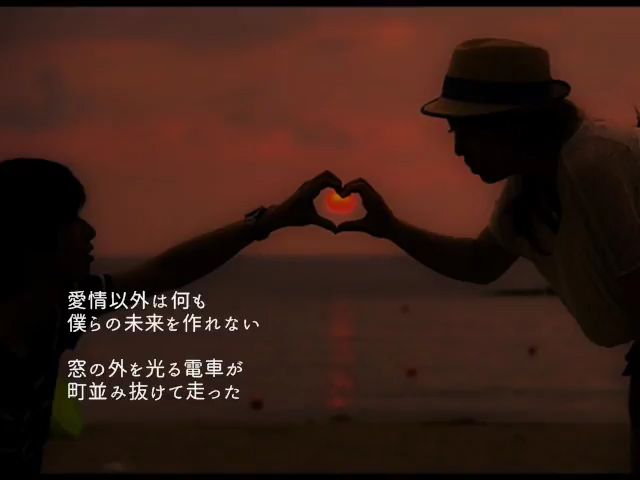 愛情以外は何も
僕らの未来を作れない
窓の外を光る電車が
町並み抜けて走った